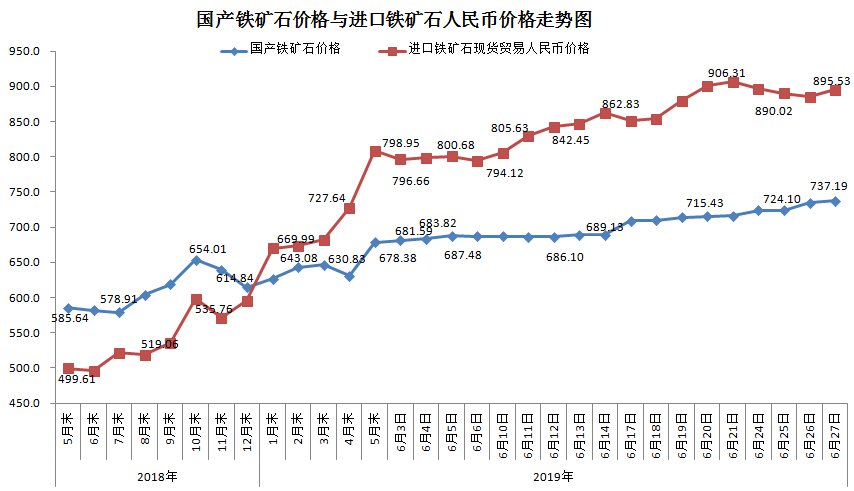 国产铁矿石价格与进口铁矿石人民币价格走势图
国产铁矿石价格 进口铁矿石现货贸易人民币价格
950.0
900.0
850.0
800.0
750.0
700.0
650.0
600.0
550.0
500.0
450.0
585.64
578.91
654.01
614.84
643.08
630.83
678.38
681.59
683.82
687.48
686.10
689.13
715.43
724.10
737.19
499.61
519.06
535.76
669.99
727.64
798.95
796.66
800.68
794.12
805.63
842.45
862.83
906.31
890.02
895.53
5月末
6月末
7月末
8月末
9月末
10月末
11月末
12月末
1月末
2月末
3月末
4月末
5月末
6月3日
6月4日
6月5日
6月6日
6月10日
6月11日
6月12日
6月13日
6月14日
6月17日
6月18日
6月19日
6月20日
6月21日
6月24日
6月25日
6月26日
6月27日
2018年 2019年